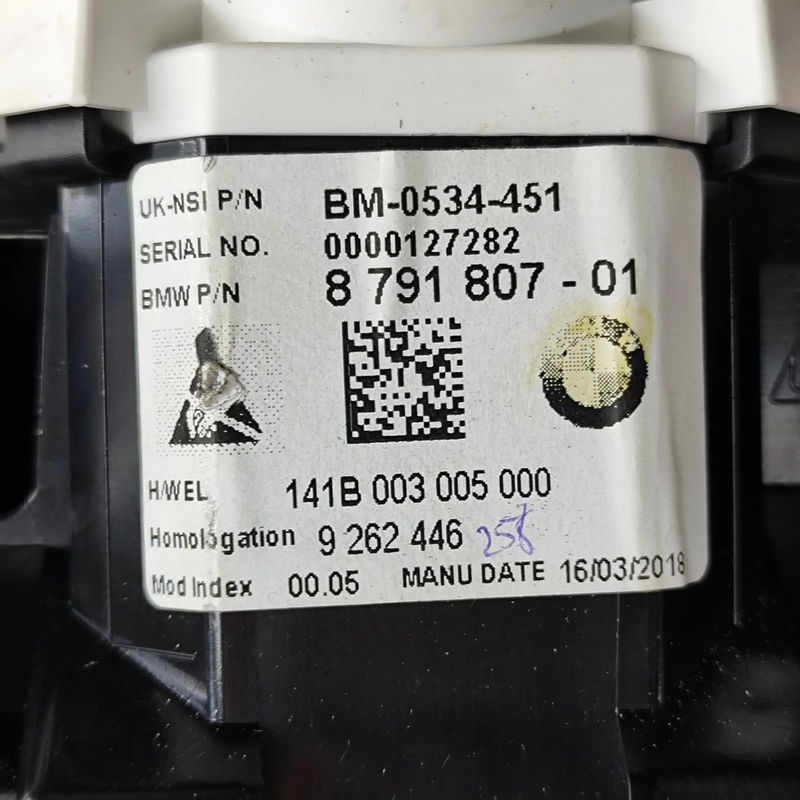 UK-NSI P/N BM-0534-451
SERIAL NO. 0000127282
BMW P/N 8 791 807 - 01
H/WEL 141B 003 005 000
Homologation 9 262 446 258
Mod Index 00.05 MANU DATE 16/03/2018